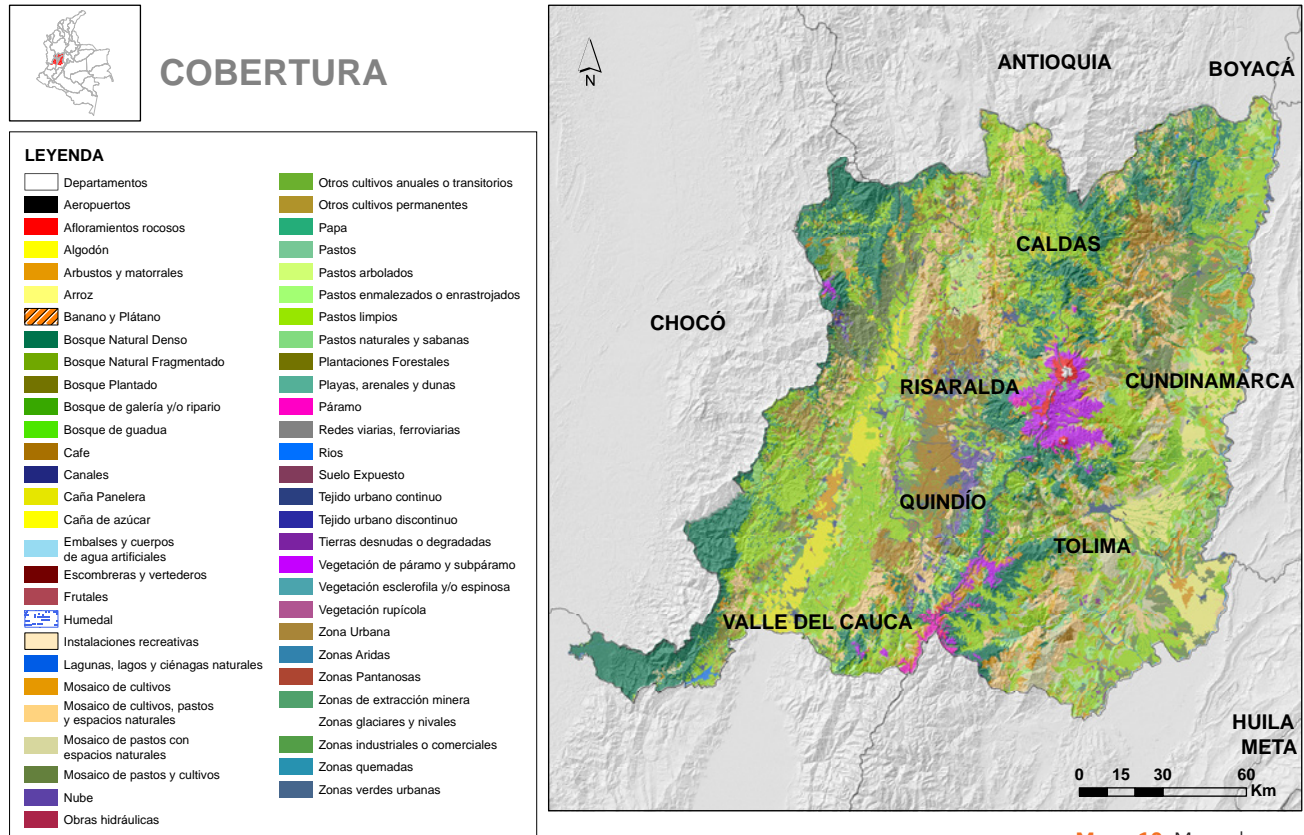 COBERTURA
LEYENDA
Departamentos
Aeropuertos
Afloramientos rocosos
Algodón
Arbustos y matorrales
Arroz
Banano y Plátano
Bosque Natural Denso
Bosque Natural Fragmentado
Bosque Plantado
Bosque de galería y/o ripario
Bosque de guadua
Cafe
Canales
Caña Panelera
Caña de azúcar
Embalses y cuerpos
de agua artificiales
Escombreras y vertederos
Frutales
Humedal
Instalaciones recreativas
Lagunas, lagos y ciénagas naturales
Mosaico de cultivos
Mosaico de cultivos, pastos
y espacios naturales
Mosaico de pastos con
espacios naturales
Mosaico de pastos y cultivos
Nube
Obras hidráulicas
Otros cultivos anuales o transitorios
Otros cultivos permanentes
Papa
Pastos
Pastos arbolados
Pastos enmalezados o enrastrojados
Pastos limpios
Pastos naturales y sabanas
Plantaciones Forestales
Playas, arenales y dunas
Páramo
Redes viarias, ferroviarias
Rios
Suelo Expuesto
Tejido urbano continuo
Tejido urbano discontinuo
Tierras desnudas o degradadas
Vegetación de páramo y subpáramo
Vegetación esclerofila y/o espinosa
Vegetación rupícola
Zona Urbana
Zonas Aridas
Zonas Pantanosas
Zonas de extracción minera
Zonas glaciares y nivales
Zonas industriales o comerciales
Zonas quemadas
Zonas verdes urbanas
N
ANTIOQUIA
BOYACÁ
CALDAS
CHOCÓ
RISARALDA
CUNDINAMARCA
QUINDÍO
TOLIMA
VALLE DEL CAUCA
HUILA
META
0 15 30 60
Km